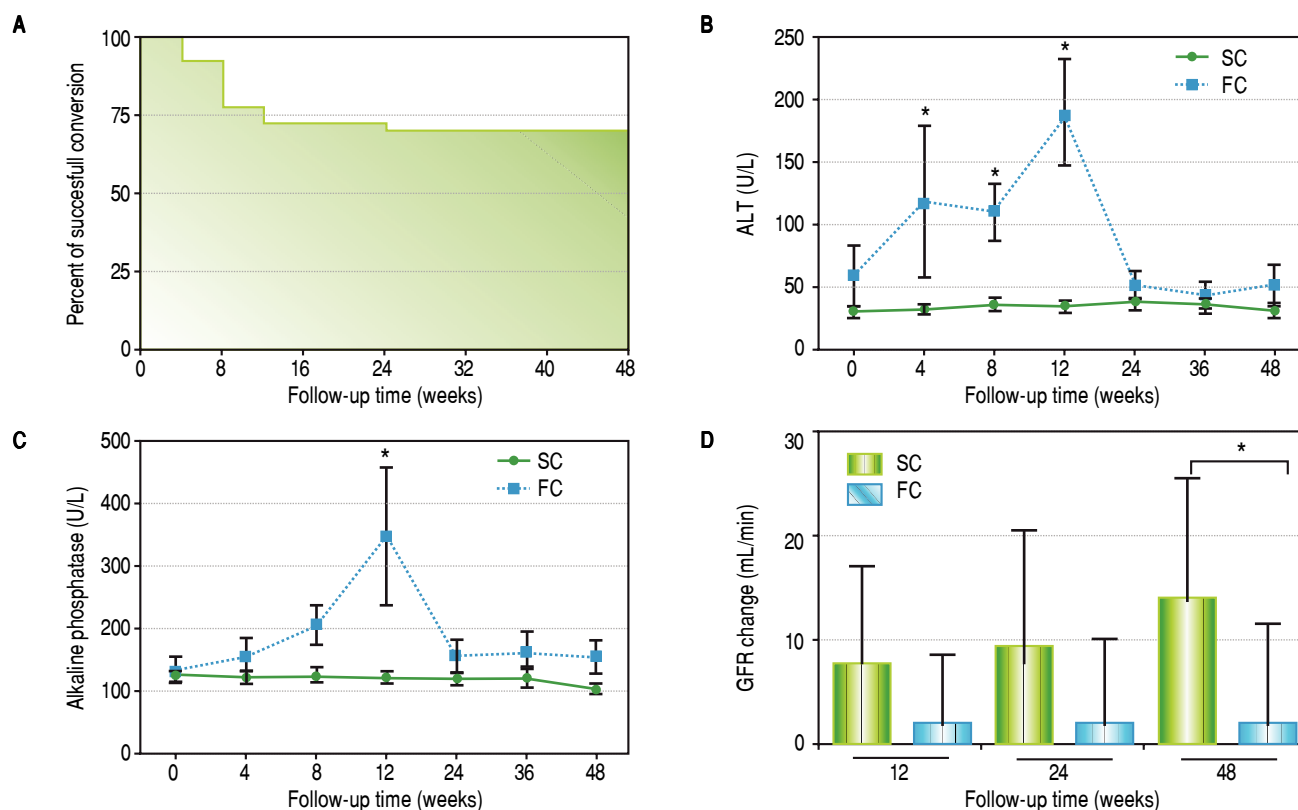 A
100
75
50
25
0
Percent of succesfull conversion
0 8 16 24 32 40 48
Follow-up time (weeks)
B
250
200
150
100
50
0
ALT (U/L)
* * *
SC
FC
0 4 8 12 24 36 48
Follow-up time (weeks)
C
500
400
300
200
100
0
Alkaline phosphatase (U/L)
*
SC
FC
0 4 8 12 24 36 48
Follow-up time (weeks)
D
30
20
10
0
GFR change (mL/min)
SC
FC
*
12 24 48
Follow-up time (weeks)